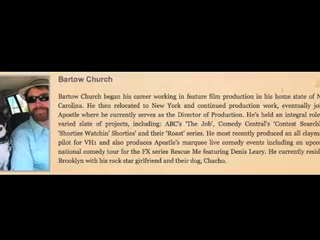 Bartow Church
Bartow Church began his career working in feature film production in his home state of N
Carolina. He then relocated to New York and continued production work, eventually joi
Apostle where he currently serves as the Director of Production. He's held an integral role
varied slate of projects, including: ABC's 'The Job', Comedy Central's 'Contest Searchl
'Shorties Watchin' Shorties' and their 'Roast' series. He most recently produced an all clayma
pilot for VH1 and also produces Apostle's marquee live comedy events including an upcon
national comedy tour for the FX series Rescue Me featuring Denis Leary. He currently resid
Brooklyn with his rock star girlfriend and their dog, Chacho.